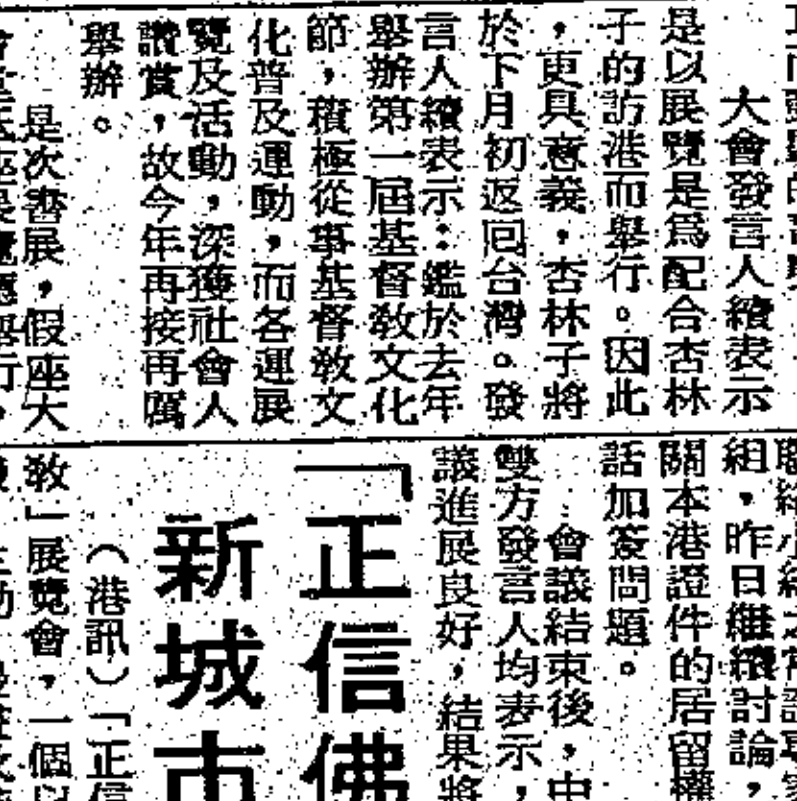 大會發言人續表示
是以展覽是為配合杏林
子的訪港而舉行。因此
，更具意義，杏林子將
於下月初返回台灣。發
言人續表示：鑑於去年
舉辦第一屆基督教文化
節，積極從事基督教文
化普及運動，而各運展
覽及活動，深獲社會人
讚賞，故今年再接再厲
舉辦。
是次書展，假座大
組，昨日繼續討論，
關本港證件的居留權
話加簽問題。
會議結束後，中
雙方發言人均表示，
議進展良好，結果將
「正信佛
新城市
（港訊）「正信
教」展覽會，一個以